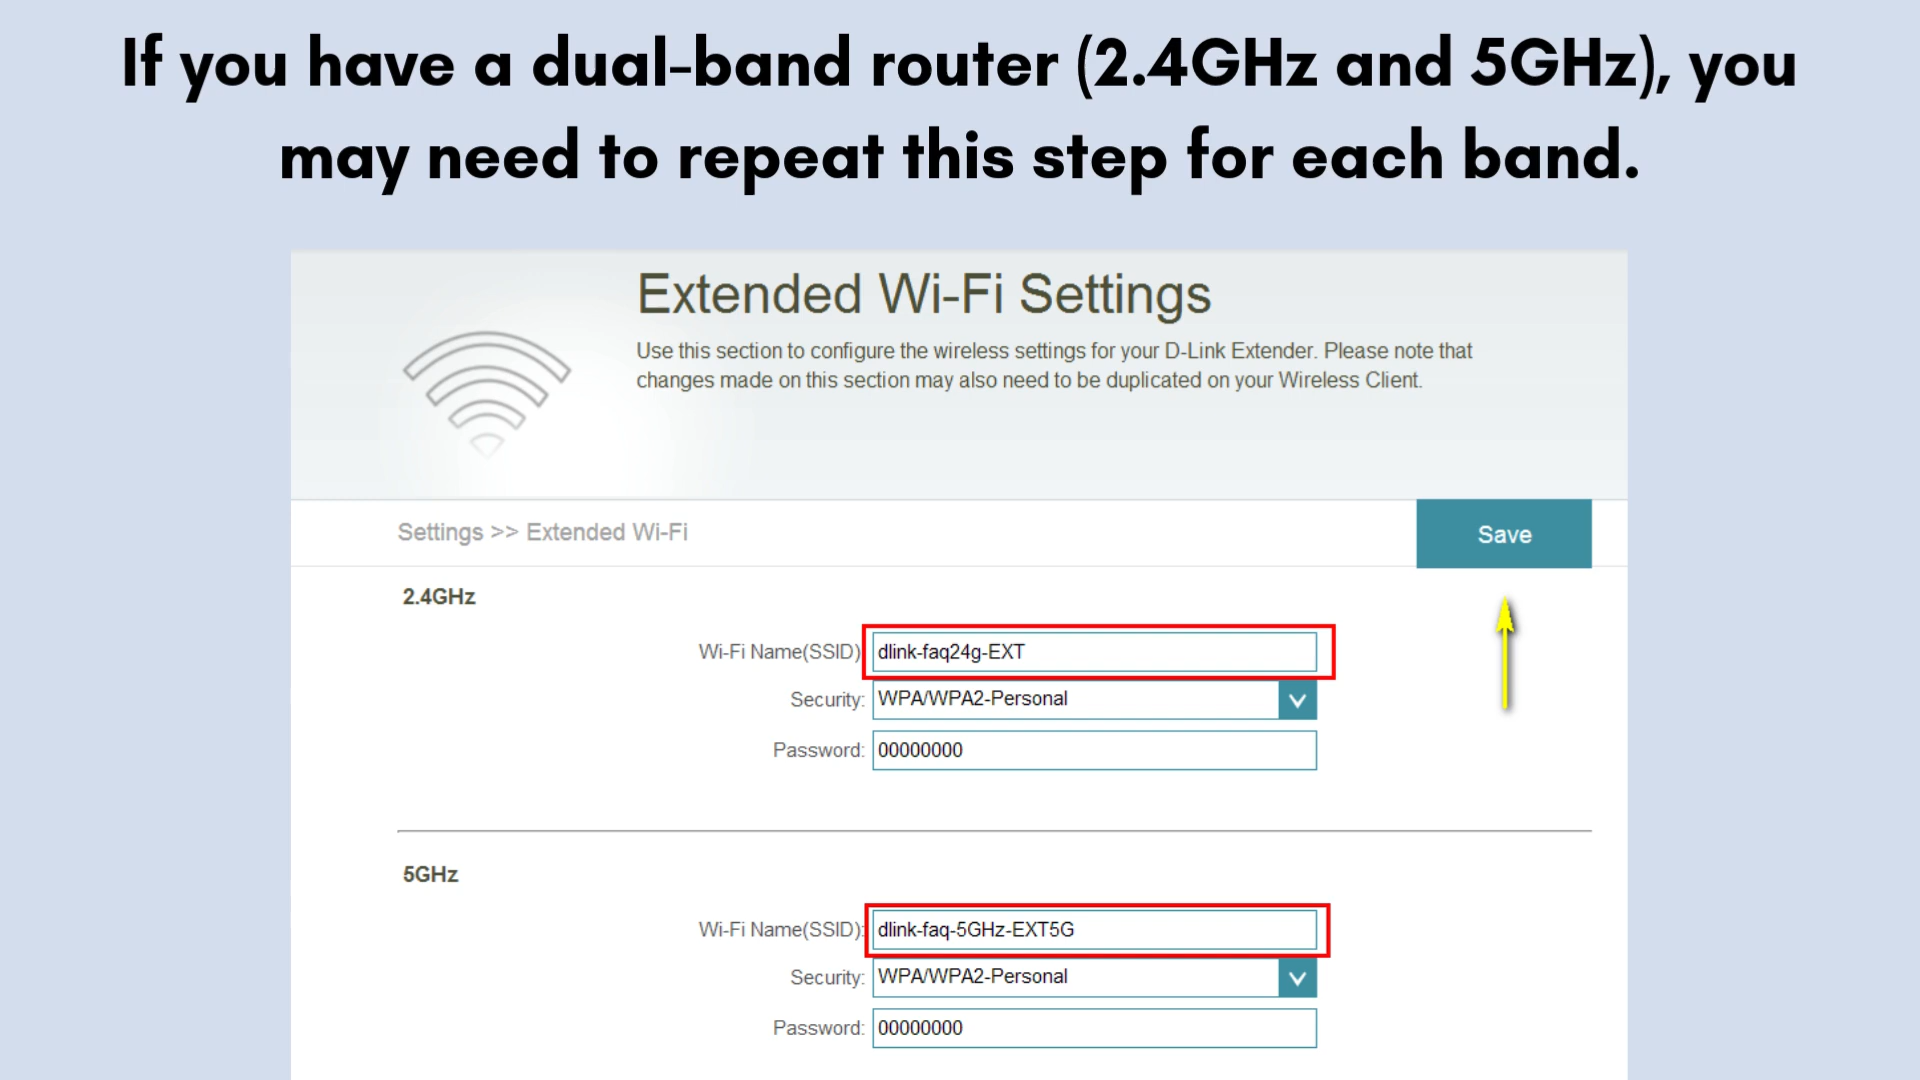 If you have a dual-band router (2.4GHz and 5GHz), you
may need to repeat this step for each band.
Extended Wi-Fi Settings
Use this section to configure the wireless settings for your D-Link Extender. Please note that
changes made on this section may also need to be duplicated on your Wireless Client.
Settings >> Extended Wi-Fi
Save
2.4GHz
Wi-Fi Name(SSID) dlink-faq24g-EXT
Security: WPA/WPA2-Personal
Password: 00000000
5GHz
Wi-Fi Name(SSID): dlink-faq-5GHz-EXT5G
Security: WPA/WPA2-Personal
Password: 00000000